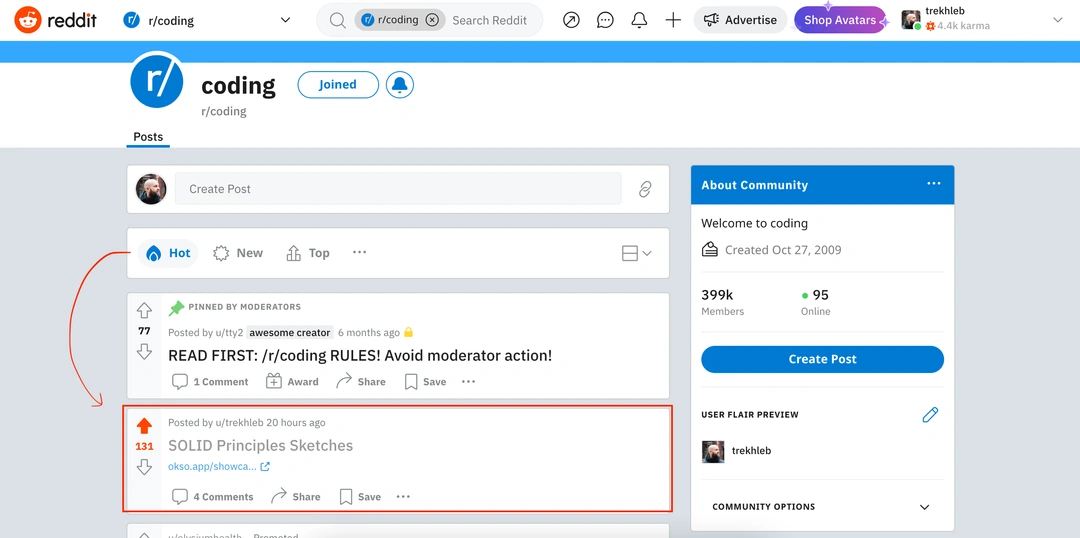 reddit
r/coding
r/coding
Search Reddit
Advertise
Shop Avatars
trekhleb
4.4k karma
r/
coding
Joined
r/coding
Posts
Create Post
Hot
New
Top
PINNED BY MODERATORS
77
Posted by u/tty2 awesome creator 6 months ago
READ FIRST: /r/coding RULES! Avoid moderator action!
1 Comment
Award
Share
Save
Posted by u/trekhleb 20 hours ago
131
SOLID Principles Sketches
okso.app/showca...
4 Comments
Share
Save
u/elysiumhealth · Promoted
About Community
Welcome to coding
Created Oct 27, 2009
399k
95
Members
Online
Create Post
USER FLAIR PREVIEW
trekhleb
COMMUNITY OPTIONS